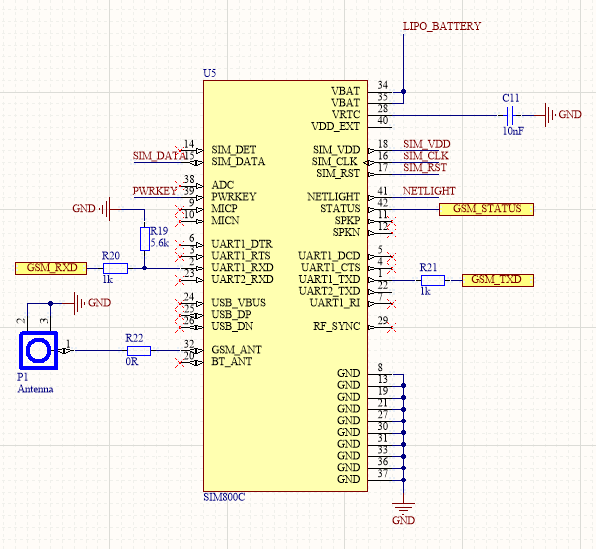 LIPO_BATTERY
U5
VBAT 34
VBAT 35
VRTC 28
VDD_EXT 40
C11
10nF
GND
14 SIM_DET
SIM_DATA 15 SIM_DATA
SIM_VDD 18 SIM_VDD
SIM_CLK 16 SIM_CLK
SIM_RST 17 SIM_RST
38 ADC
PWRKEY 39 PWRKEY
9 MICP
10 MICN
NETLIGHT 41 NETLIGHT
STATUS 42 GSM_STATUS
SPKP 11
SPKN 12
GND
R19
5.6k
6 UART1_DTR
3 UART1_RTS
GSM_RXD R20 1k 2 UART1_RXD
23 UART2_RXD
UART1_DCD 5
UART1_CTS 4
UART1_TXD 1 R21 1k GSM_TXD
UART2_TXD 22
UART1_RI 7
24 USB_VBUS
25 USB_DP
26 USB_DN
RF_SYNC 29
GND
2 3
1
P1
Antenna
R22
0R
32 GSM_ANT
20 BT_ANT
GND 8
GND 13
GND 19
GND 21
GND 27
GND 30
GND 31
GND 33
GND 36
GND 37
SIM800C
GND